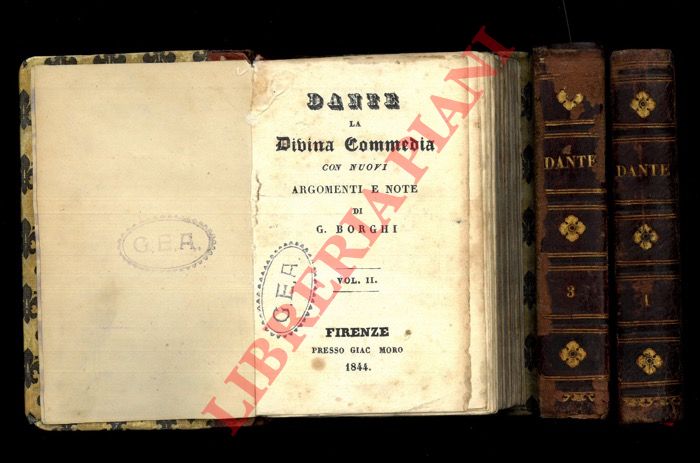 DANTE
LA
Divina Commedia
CON NUOVI
ARGOMENTI E NOTE
DI
G. BORGHI
VOL. II.
FIRENZE
PRESSO GIAC MORO
1844.
G.E.R.
G.E.R.
DANTE
3
DANTE
1
LIBRERIA PIANI